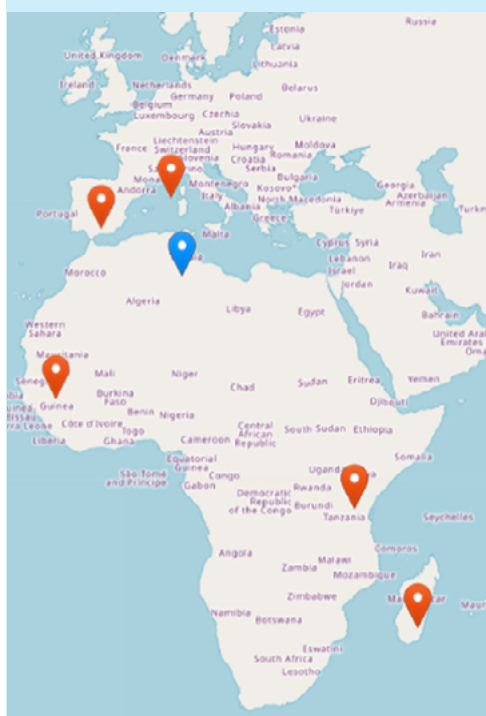 Russia
Estonia
Latvia
United Kingdom
Denmark
Lithuania
Ireland
Netherlands
Belarus
Belgium
Germany
Poland
Luxembourg
Czechia
Ukraine
Slovakia
Austria
Liechtenstein
Moldova
France
Switzerland
Hungary
Slovenia
Romania
Croatia
Serbia
Bulgaria
Andorra
Montenegro
Kosovo
Georgia
Italy
North Macedonia
Azerbaijan
Albania
Armenia
Portugal
Türkiye
Greece
Malta
Cyprus
Syria
Lebanon
Iran
Morocco
Israel
Iraq
Jordan
Algeria
Libya
Egypt
Kuwait
Bahrain
Western
Sahara
United Ara
Emirates
Mauritania
Mali
Niger
Chad
Sudan
Eritrea
Yemen
Guinea
Burkina
Faso
Djibouti
Benin
Nigeria
Côte d'Ivoire
Togo
Central
African
Republic
South Sudan
Ethiopia
Liberia
Ghana
Cameroon
Somalia
Equatorial
Guinea
São Tomé
and Príncipe
Congo
Uganda
Gabon
Rwanda
Democratic
Republic
of the Congo
Burundi
Tanzania
Seychelles
Angola
Comoros
Malawi
Zambia
Mozambique
Zimbabwe
Namibia
Botswana
Eswatini
South Africa
Lesotho